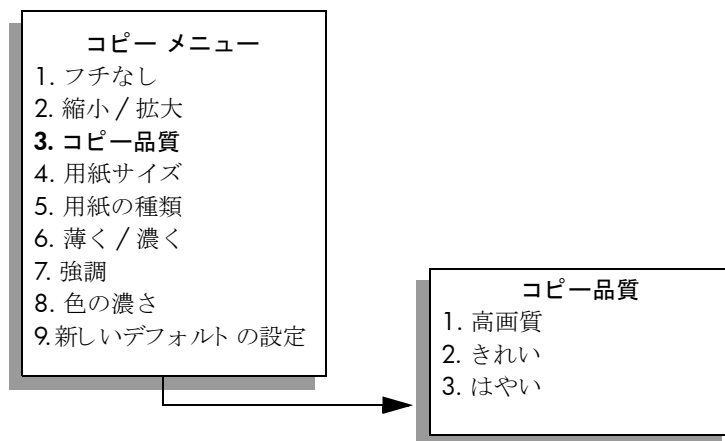 コピー メニュー
1. フチなし
2. 縮小 / 拡大
3. コピー品質
4. 用紙サイズ
5. 用紙の種類
6. 薄く / 濃く
7. 強調
8. 色の濃さ
9.新しいデフォルト の設定
コピー品質
1. 高画質
2. きれい
3. はやい